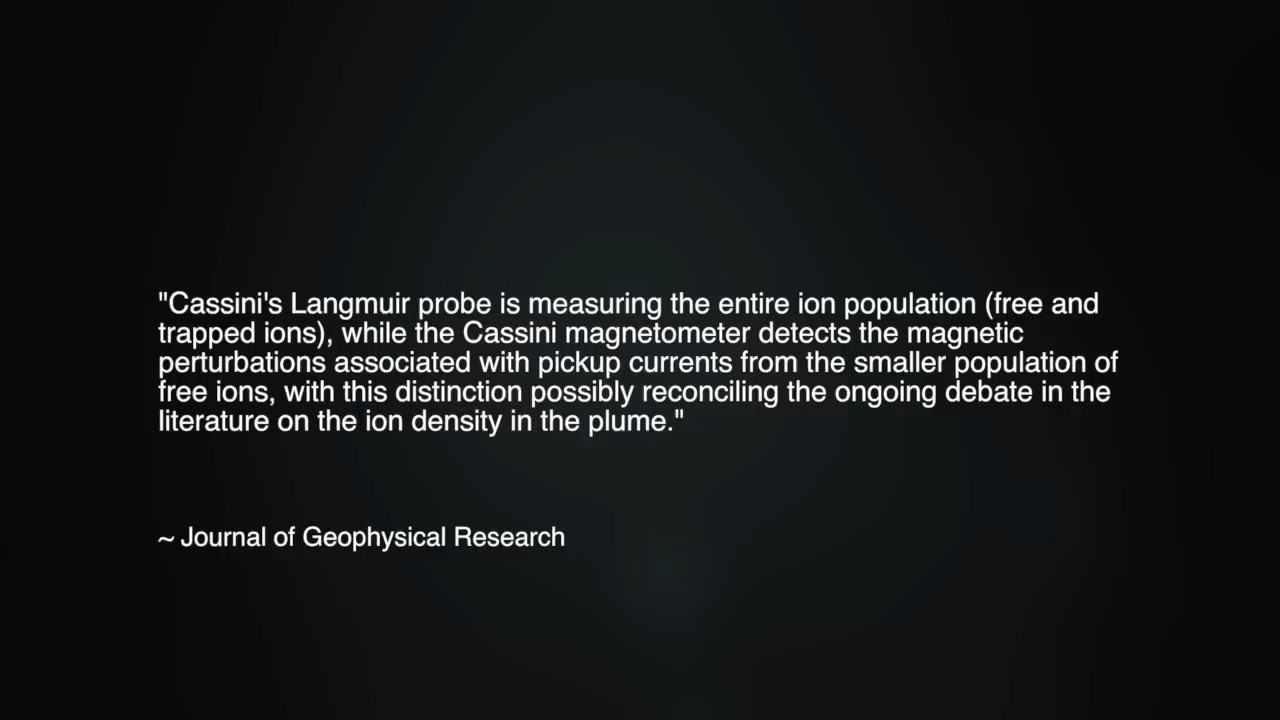 "Cassini's Langmuir probe is measuring the entire ion population (free and
trapped ions), while the Cassini magnetometer detects the magnetic
perturbations associated with pickup currents from the smaller population of
free ions, with this distinction possibly reconciling the ongoing debate in the
literature on the ion density in the plume."
~ Journal of Geophysical Research